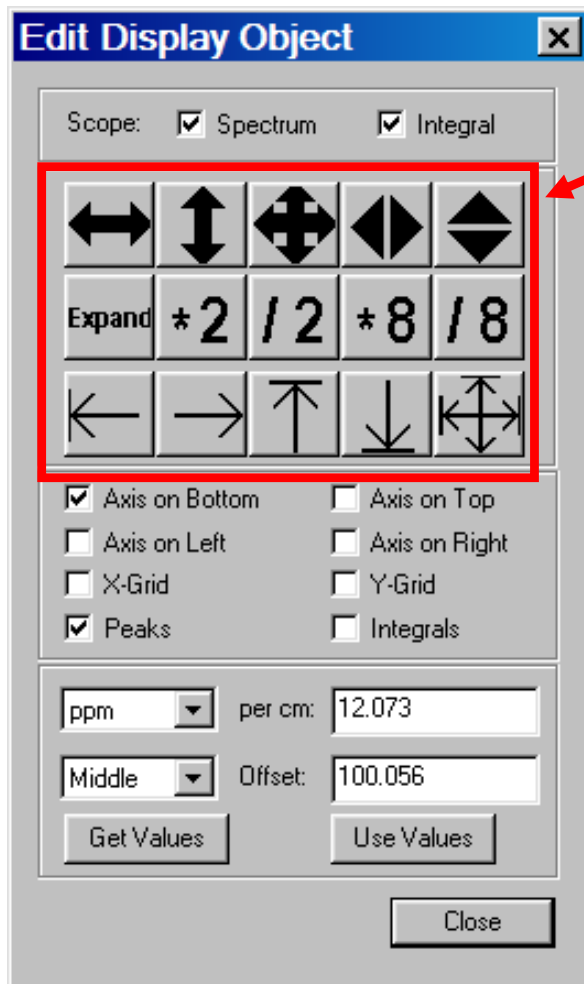 Edit Display Object
Scope: Spectrum Integral
Expand *2 /2 *8 /8
Axis on Bottom Axis on Top
Axis on Left Axis on Right
X-Grid Y-Grid
Peaks Integrals
ppm per cm: 12.073
Middle Offset: 100.056
Get Values Use Values
Close